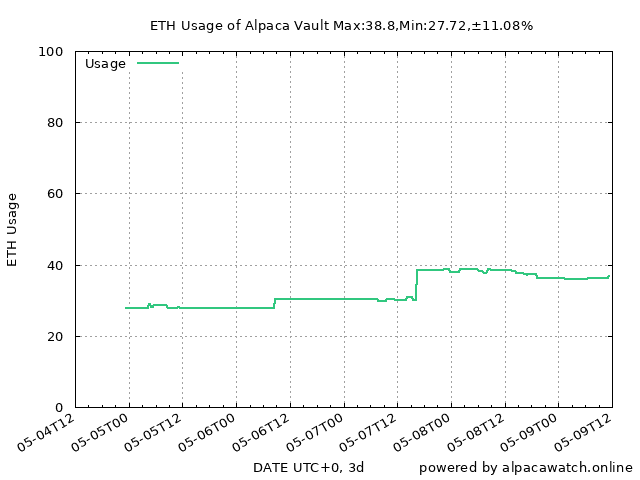 ETH Usage of Alpaca Vault Max:38.8,Min:27.72,±11.08%
100
Usage
80
60
ETH Usage
40
20
0
05-04T12
05-05T00
05-05T12
05-06T00
05-06T12
05-07T00
05-07T12
05-08T00
05-08T12
05-09T00
05-09T12
DATE UTC+0, 3d
powered by alpacawatch.online